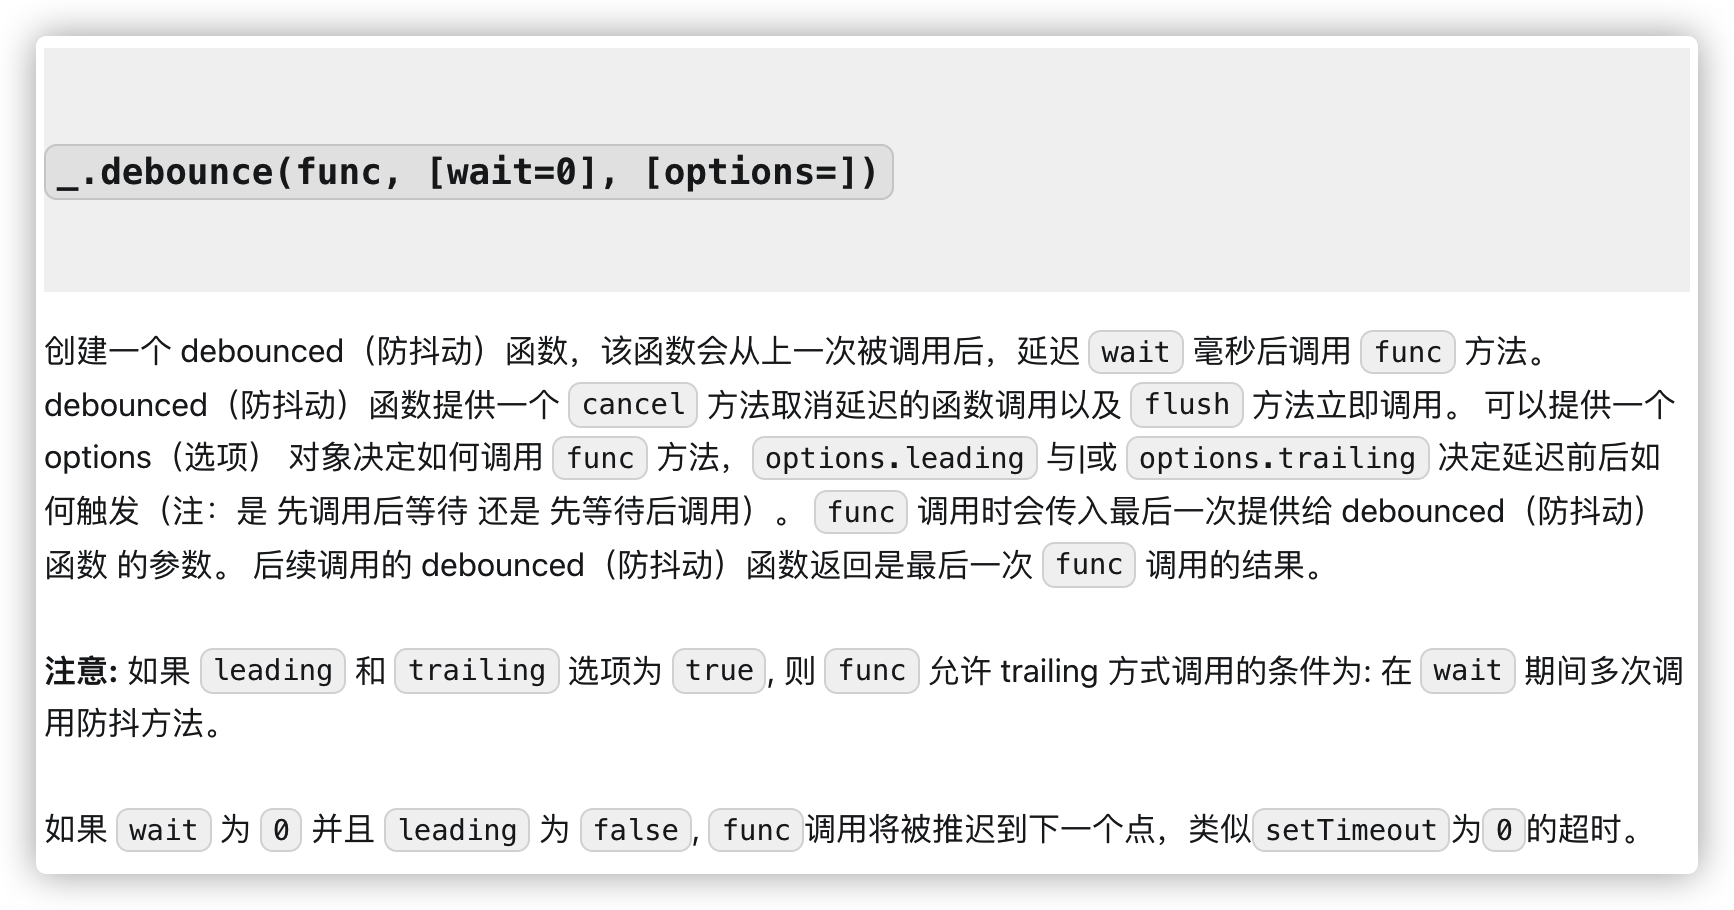 _.debounce(func, [wait=0], [options=])
创建一个 debounced（防抖动）函数，该函数会从上一次被调用后，延迟 wait 毫秒后调用 func 方法。
debounced（防抖动）函数提供一个 cancel 方法取消延迟的函数调用以及 flush 方法立即调用。 可以提供一个
options（选项） 对象决定如何调用 func 方法， options.leading 与|或 options.trailing 决定延迟前后如
何触发（注：是 先调用后等待 还是 先等待后调用）。 func 调用时会传入最后一次提供给 debounced（防抖动）
函数 的参数。 后续调用的 debounced（防抖动）函数返回是最后一次 func 调用的结果。
注意: 如果 leading 和 trailing 选项为 true, 则 func 允许 trailing 方式调用的条件为: 在 wait 期间多次调
用防抖方法。
如果 wait 为 0 并且 leading 为 false, func调用将被推迟到下一个点，类似setTimeout为0的超时。